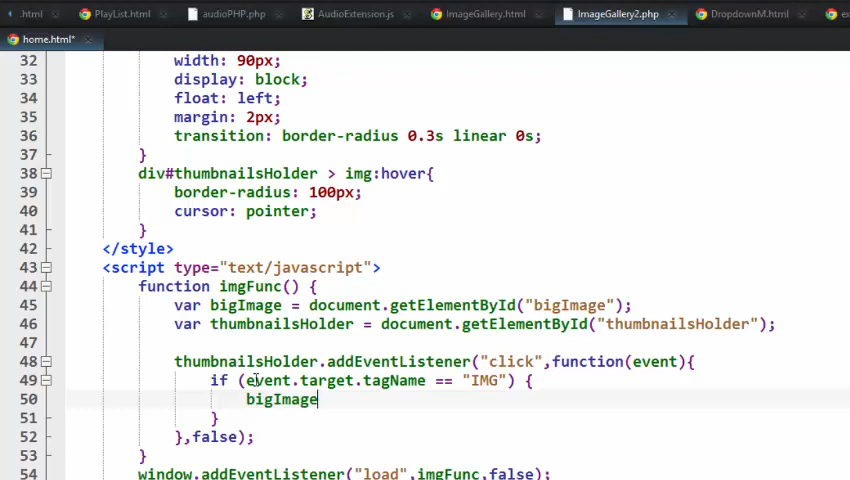 .html PlayList.html audioPHP.php AudioExtension.js ImageGallery.html ImageGallery2.php DropdownM.html
home.html*
32 width: 90px;
33 display: block;
34 float: left;
35 margin: 2px;
36 transition: border-radius 0.3s linear 0s;
37 }
38 div#thumbnailsHolder > img:hover{
39 border-radius: 100px;
40 cursor: pointer;
41 }
42 </style>
43 <script type="text/javascript">
44 function imgFunc() {
45 var bigImage = document.getElementById("bigImage");
46 var thumbnailsHolder = document.getElementById("thumbnailsHolder");
47
48 thumbnailsHolder.addEventListener("click",function(event){
49 if (event.target.tagName == "IMG") {
50 bigImage
51 }
52 },false);
53 }
54 window.addEventListener("load",imgFunc,false);